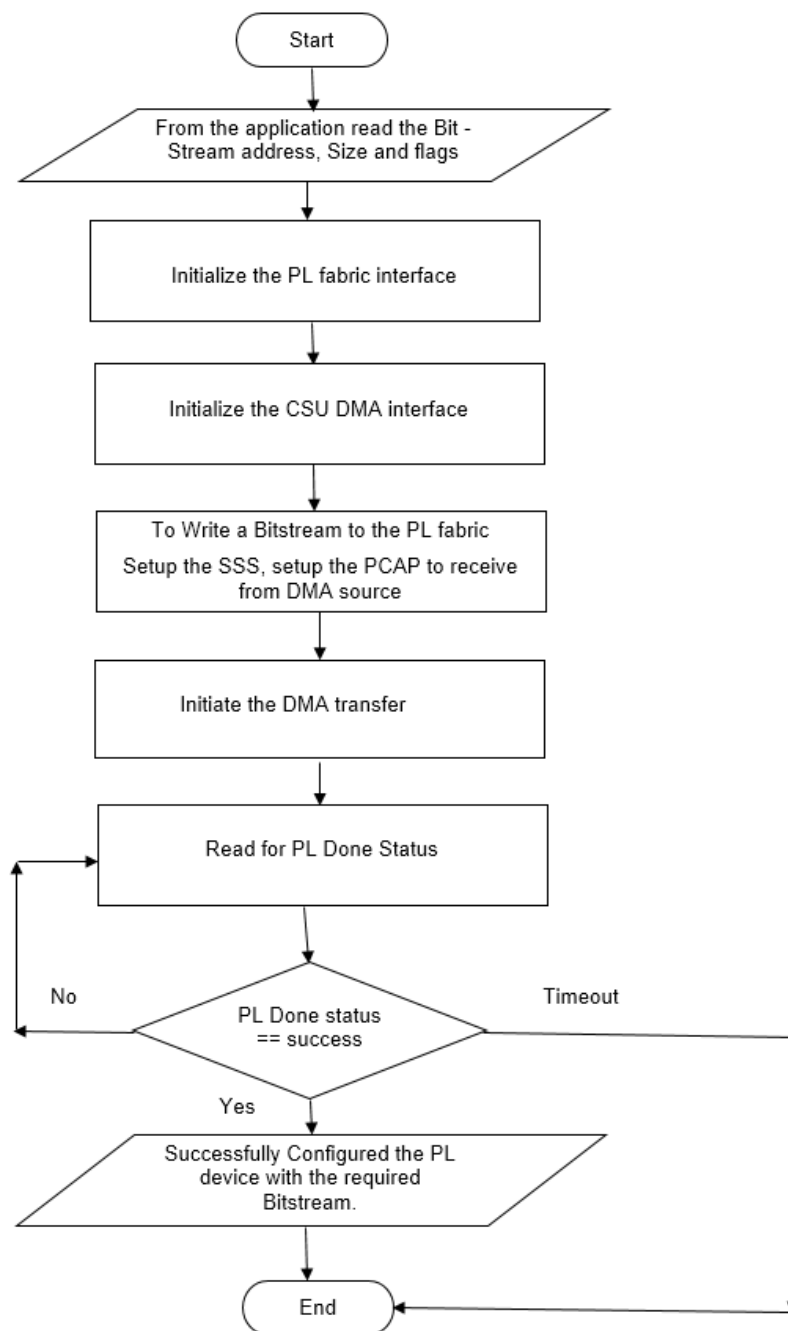 Start
From the application read the Bit -
Stream address, Size and flags
Initialize the PL fabric interface
Initialize the CSU DMA interface
To Write a Bitstream to the PL fabric
Setup the SSS, setup the PCAP to receive
from DMA source
Initiate the DMA transfer
Read for PL Done Status
No
Timeout
PL Done status
== success
Yes
Successfully Configured the PL
device with the required
Bitstream.
End